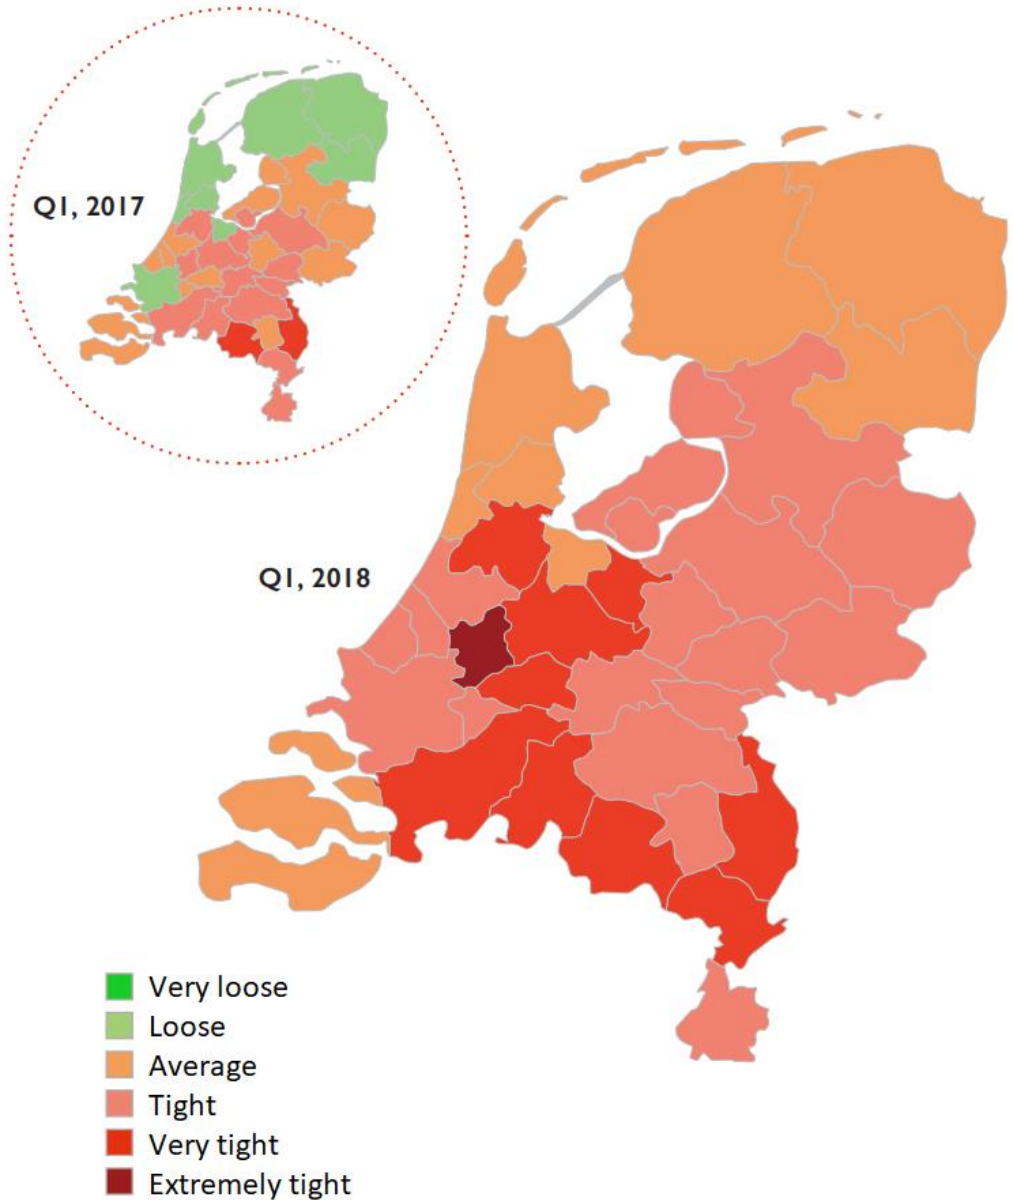 Q1, 2017
Q1, 2018
Very loose
Loose
Average
Tight
Very tight
Extremely tight